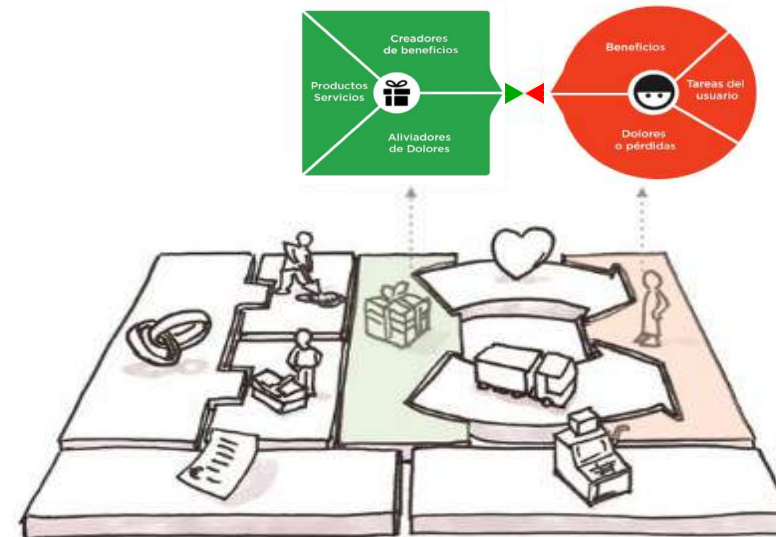 Creadores
de beneficios
Productos
Servicios
Aliviadores
de Dolores
Beneficios
Tareas del
usuario
Dolores
o pérdidas